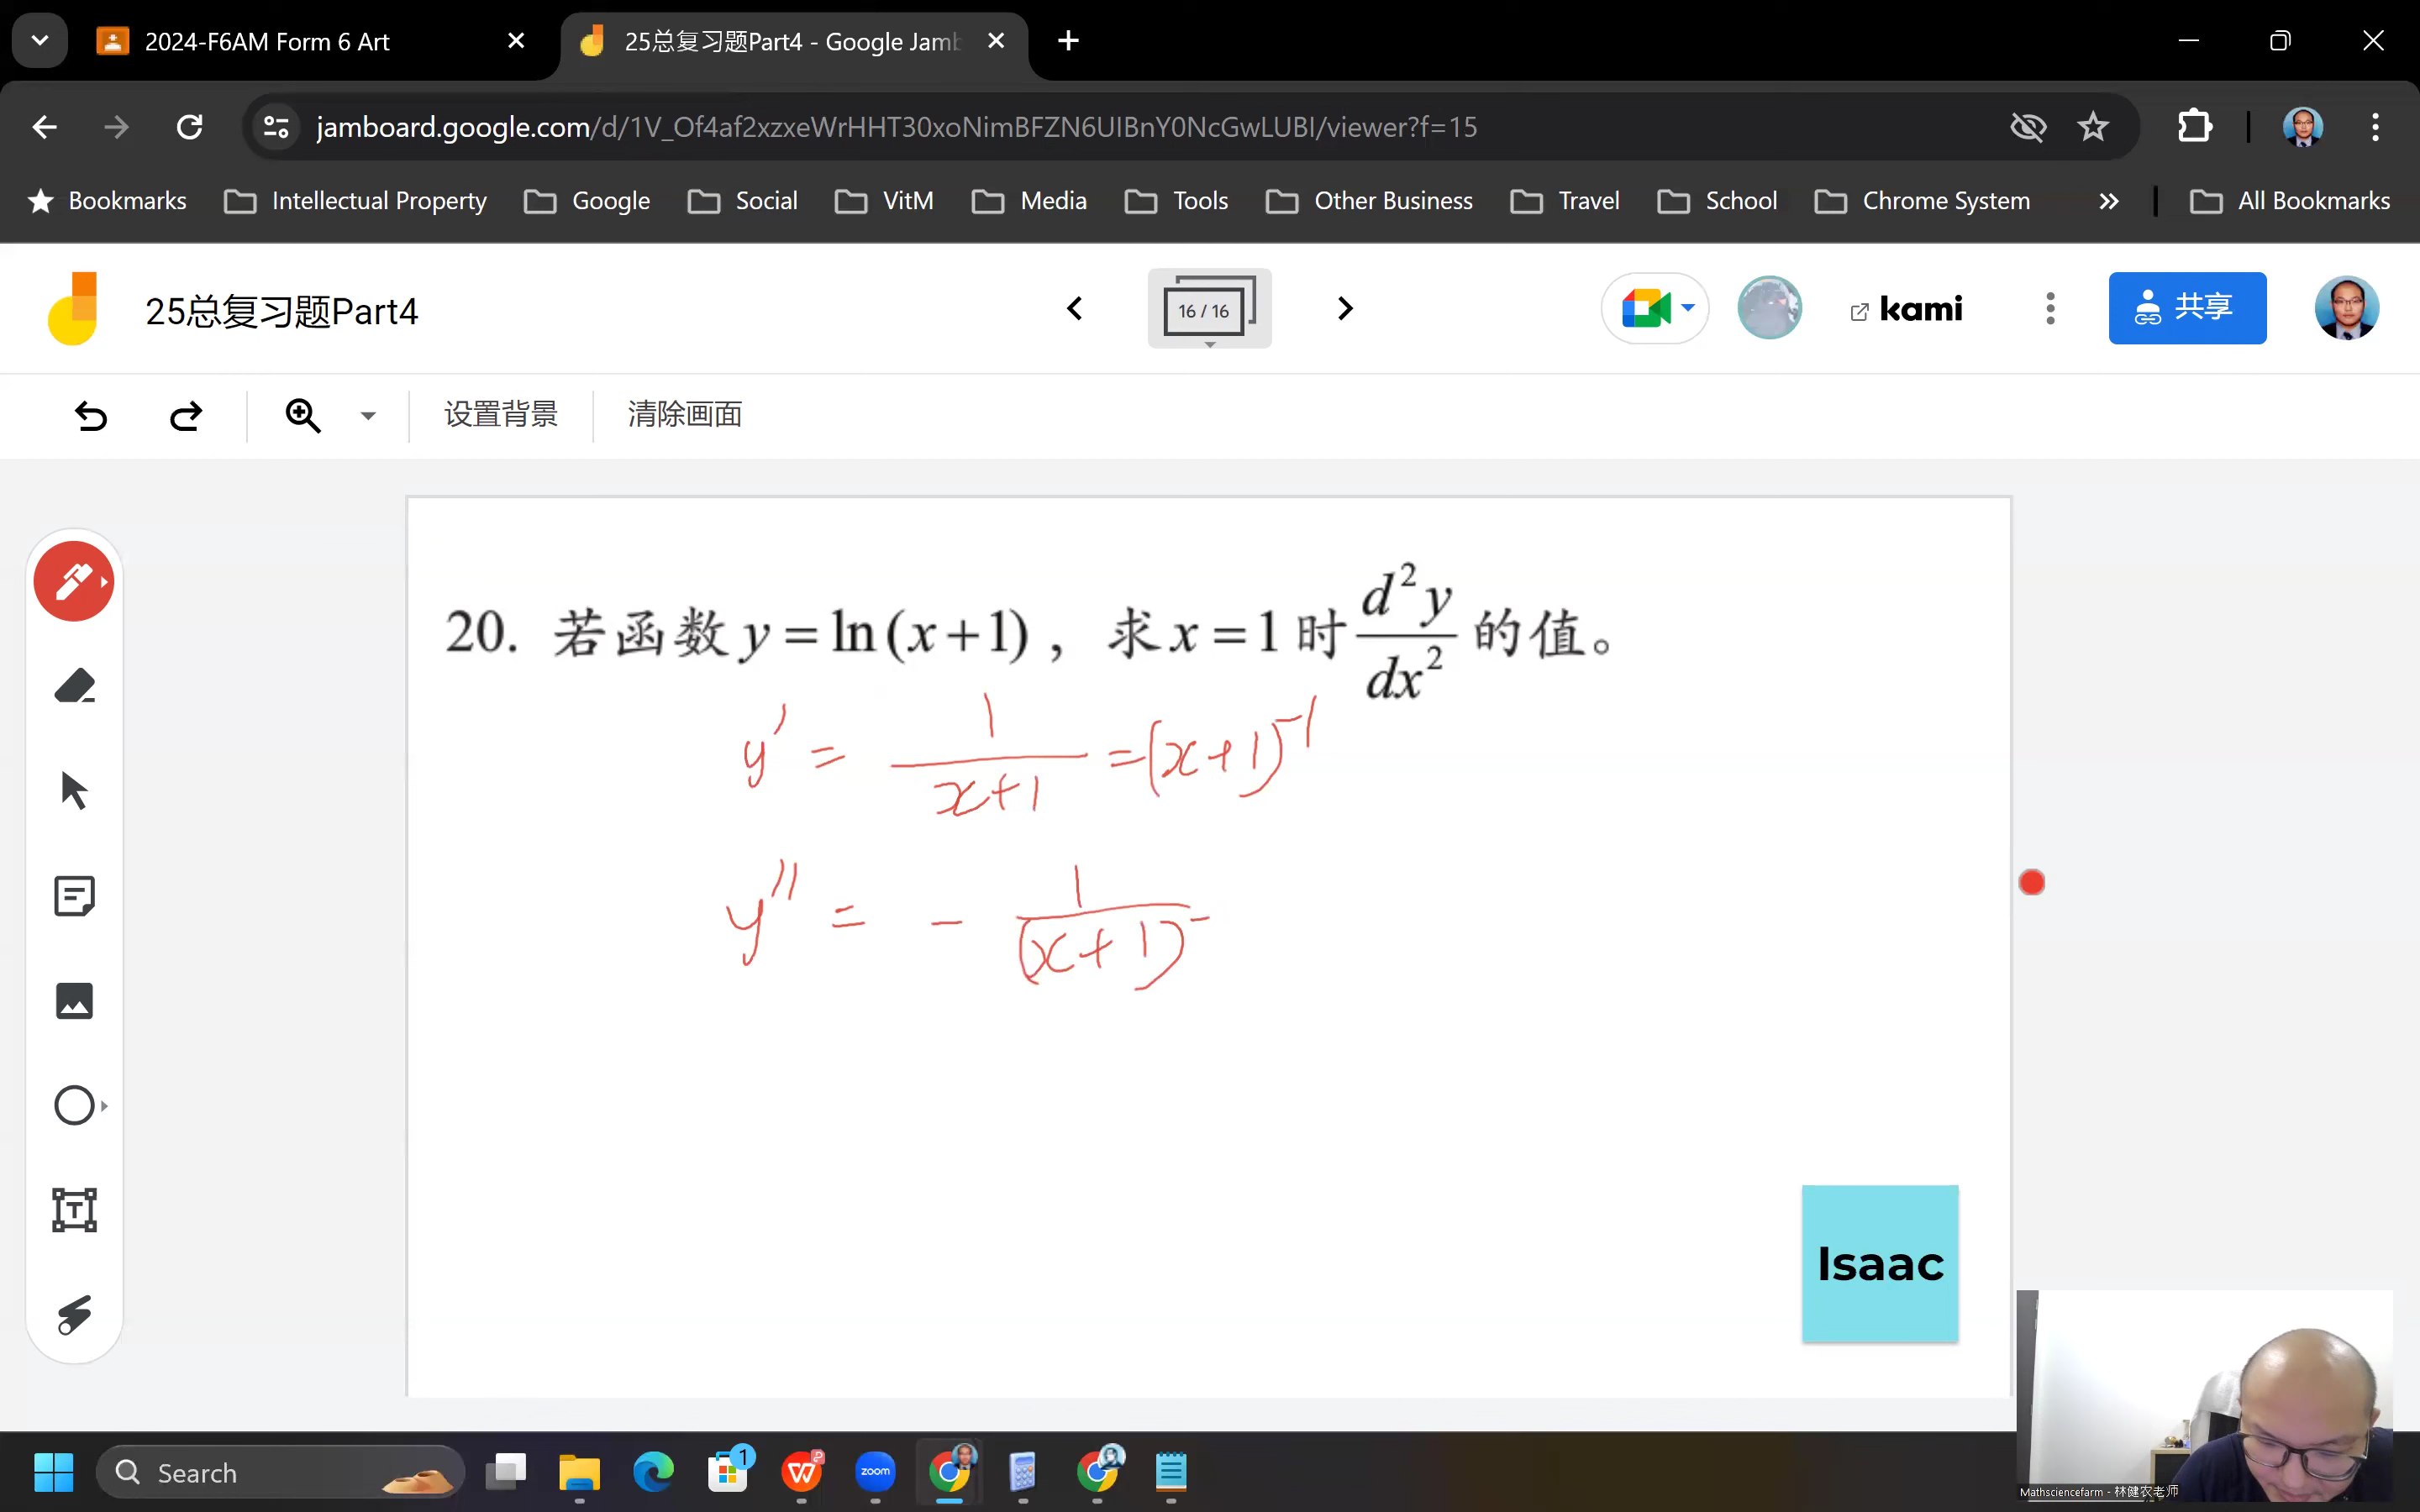 2024-F6AM Form 6 Art
25总复习题Part4 - Google Jamb
jamboard.google.com/d/1V_Of4af2xzxeWrHHT30xoNimBFZN6UIBnY0NcGwLUBI/viewer?f=15
Bookmarks Intellectual Property Google Social VitM Media Tools Other Business Travel School Chrome System » All Bookmarks
25总复习题Part4
16 / 16
kami
共享
设置背景 清除画面
20. 若函数 y = ln(x+1)，求 x = 1 时 d²y/dx² 的值。
y' = 1/(x+1) = (x+1)⁻¹
y'' = - 1/(x+1)⁻
Isaac
Mathsciencefarm - 林健农老师
Search
1
zoom